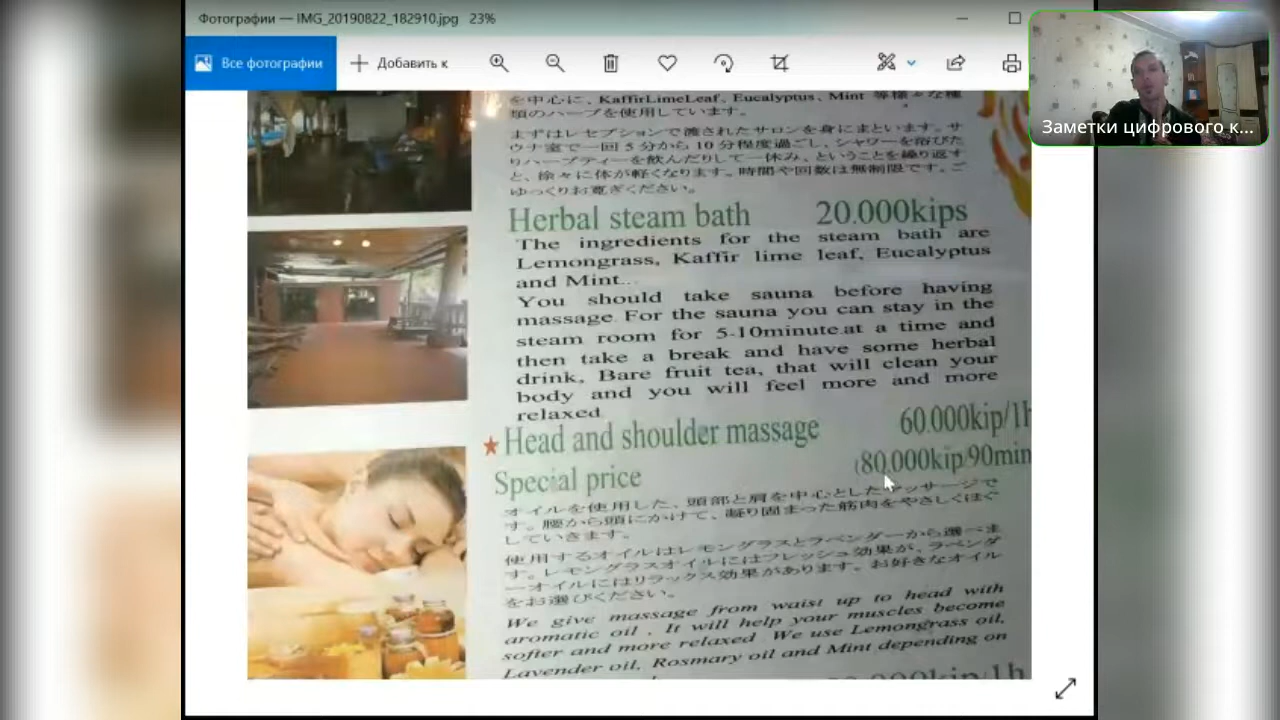 Фотографии — IMG_20190822_182910.jpg 23%
Все фотографии
Добавить к
Заметки цифрового к...
を中心に、KaffirLimeLeaf、Eucalyptus、Mint 等様々な種
類のハーブを使用しています。
まずはレセプションで渡されたサロンを身にまといます。サ
ウナ室で一回5分から10分程度過ごし、シャワーを浴びた
りハーブティーを飲んだりして一休み、ということを繰り返す
と、徐々に体が軽くなります。時間や回数は無制限です。ご
ゆっくりお寛ぎください。
Herbal steam bath 20.000kips
The ingredients for the steam bath are
Lemongrass, Kaffir lime leaf, Eucalyptus
and Mint...
You should take sauna before having
massage. For the sauna you can stay in the
steam room for 5-10minute.at a time and
then take a break and have some herbal
drink, Bare fruit tea, that will clean your
body and you will feel more and more
relaxed
Head and shoulder massage 60.000kip/1h
Special price (80.000kip/90min
オイルを使用した、頭部と肩を中心としたマッサージで
す。腰から頭にかけて、凝り固まった筋肉をやさしくほぐ
していきます。
使用するオイルはレモングラスとラベンダーから選べま
す。レモングラスオイルにはフレッシュ効果が、ラベンダ
ーオイルにはリラックス効果があります。お好きなオイル
をお選びください。
We give massage from waist up to head with
aromatic oil . It will help your muscles become
softer and more relaxed We use Lemongrass oil,
Lavender oil, Rosmary oil and Mint depending on